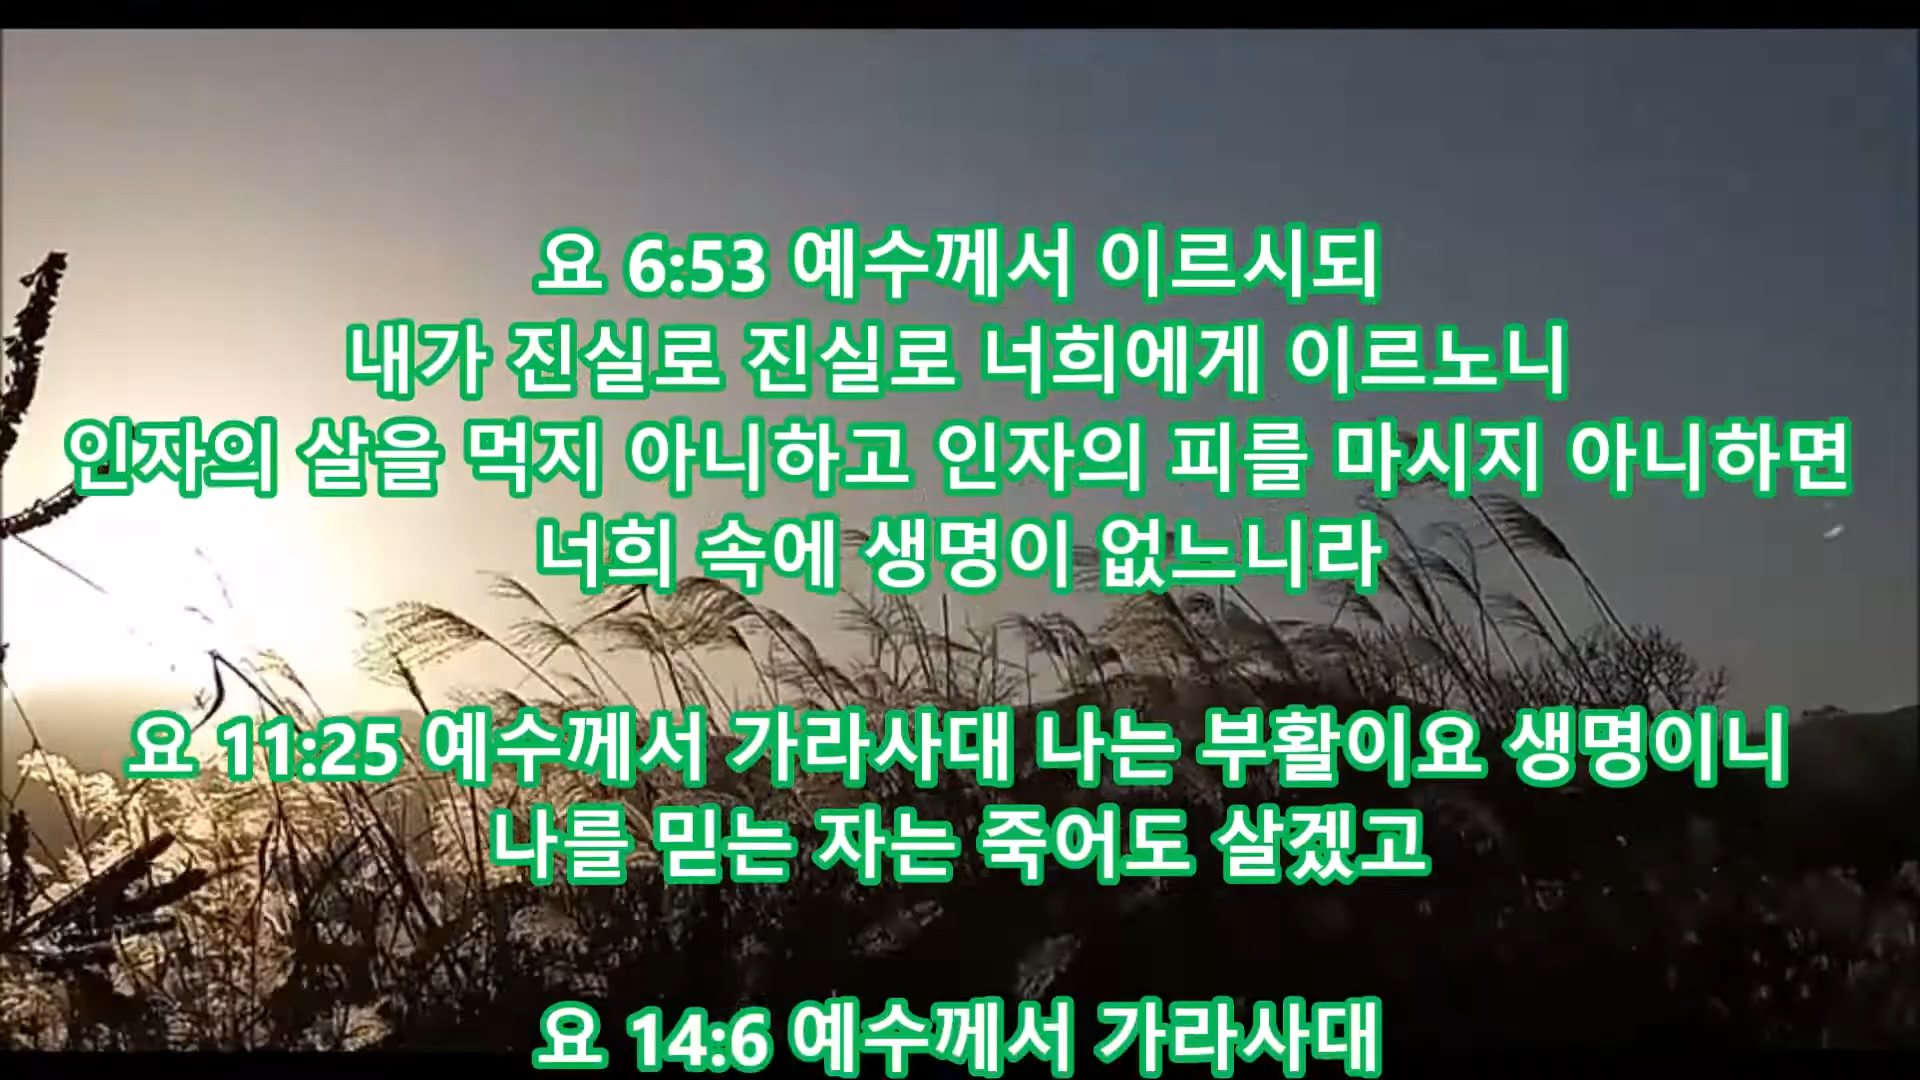 요 6:53 예수께서 이르시되
내가 진실로 진실로 너희에게 이르노니
인자의 살을 먹지 아니하고 인자의 피를 마시지 아니하면
너희 속에 생명이 없느니라
요 11:25 예수께서 가라사대 나는 부활이요 생명이니
나를 믿는 자는 죽어도 살겠고
요 14:6 예수께서 가라사대